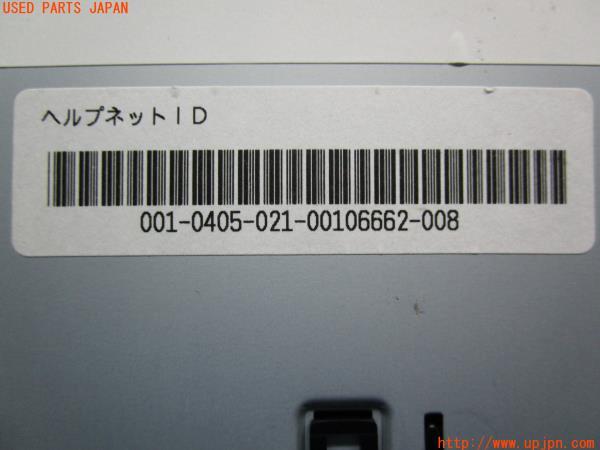 USED PARTS JAPAN
ヘルプネットID
001-0405-021-00106662-008
http://www.upjpn.com/